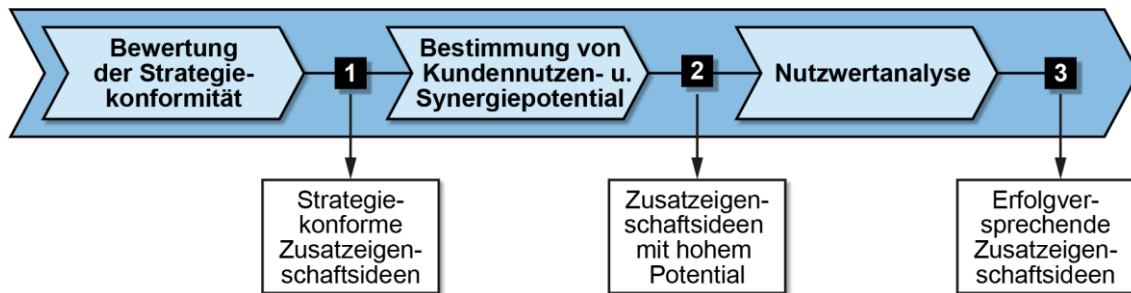 Bewertung
der Strategie-
konformität
1
Bestimmung von
Kundennutzen- u.
Synergiepotential
2
Nutzwertanalyse
3
Strategie-
konforme
Zusatzeigen-
schaftsideen
Zusatzeigen-
schaftsideen
mit hohem
Potential
Erfolgver-
sprechende
Zusatzeigen-
schaftsideen